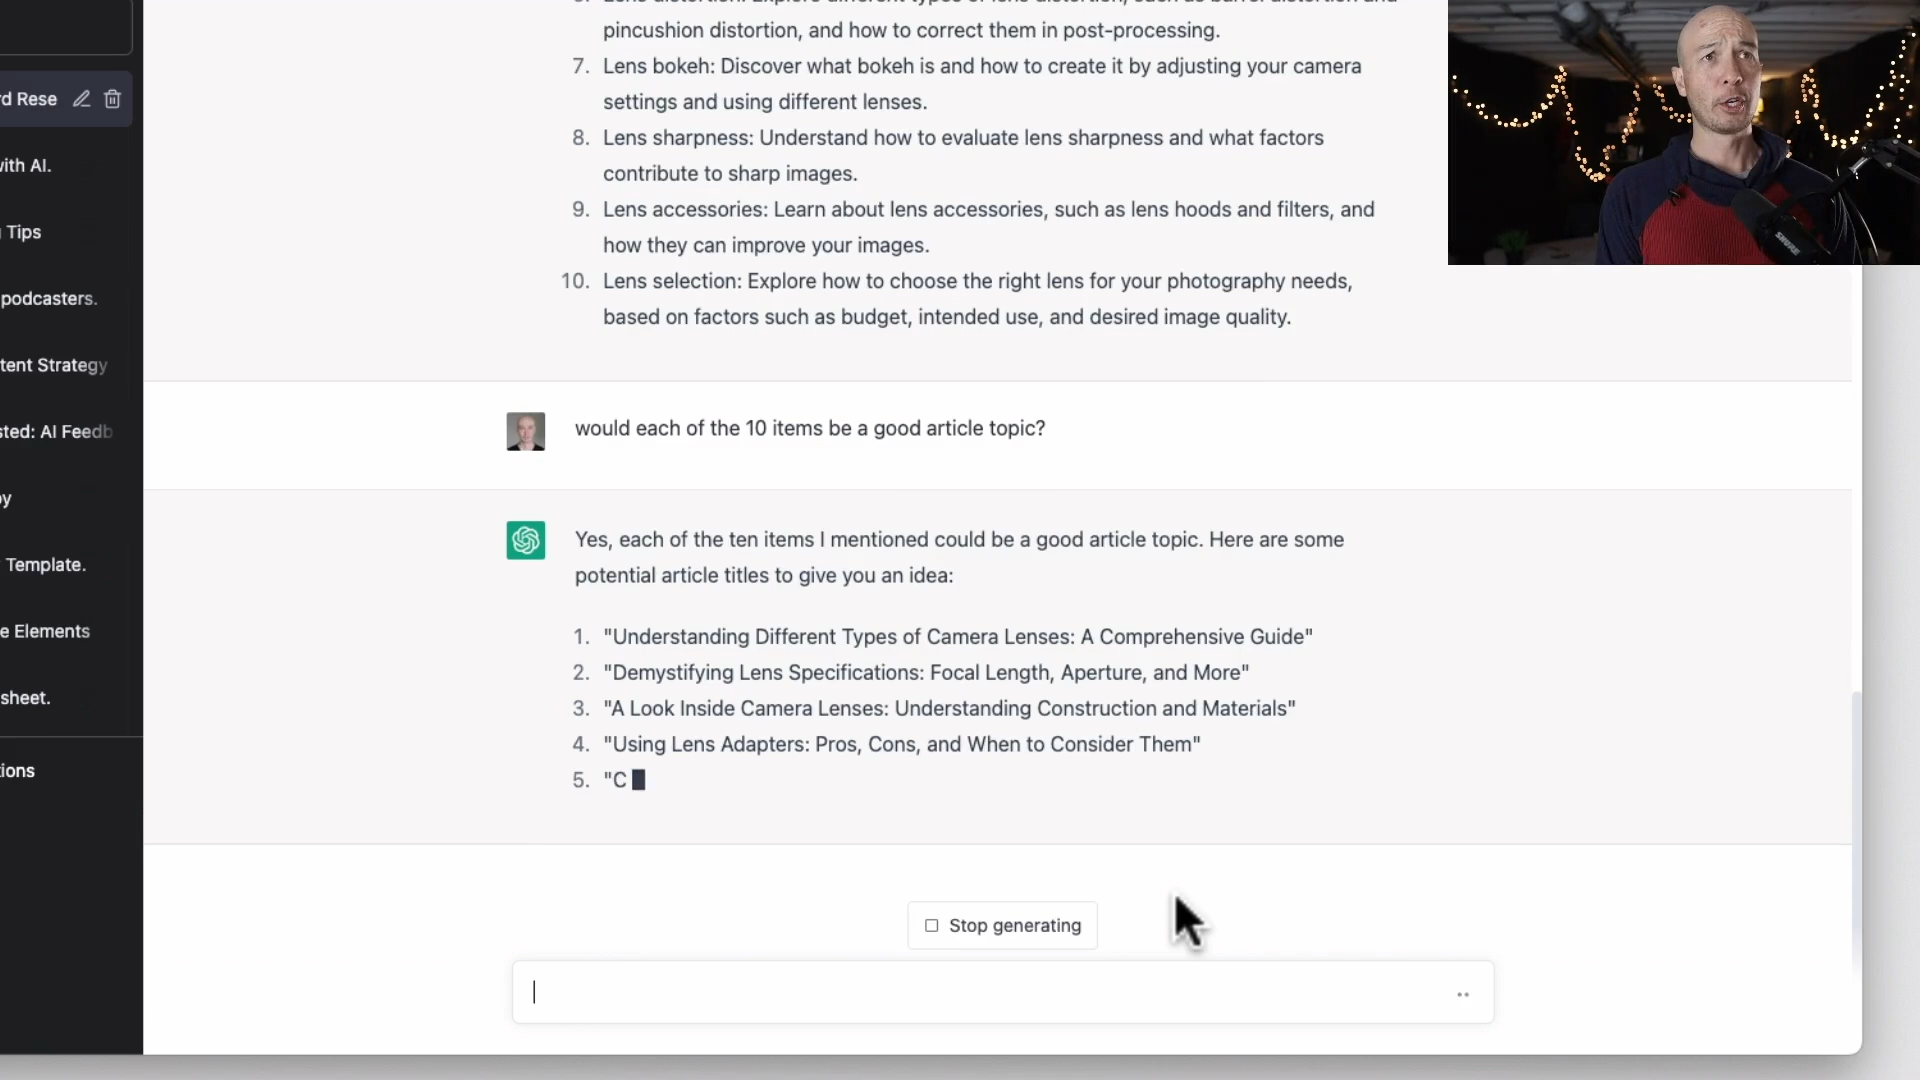 pincushion distortion, and how to correct them in post-processing.
7. Lens bokeh: Discover what bokeh is and how to create it by adjusting your camera
settings and using different lenses.
8. Lens sharpness: Understand how to evaluate lens sharpness and what factors
contribute to sharp images.
9. Lens accessories: Learn about lens accessories, such as lens hoods and filters, and
how they can improve your images.
10. Lens selection: Explore how to choose the right lens for your photography needs,
based on factors such as budget, intended use, and desired image quality.
would each of the 10 items be a good article topic?
Yes, each of the ten items I mentioned could be a good article topic. Here are some
potential article titles to give you an idea:
1. "Understanding Different Types of Camera Lenses: A Comprehensive Guide"
2. "Demystifying Lens Specifications: Focal Length, Aperture, and More"
3. "A Look Inside Camera Lenses: Understanding Construction and Materials"
4. "Using Lens Adapters: Pros, Cons, and When to Consider Them"
5. "C
Stop generating
rd Rese
with AI.
Tips
podcasters.
tent Strategy
sted: AI Feedb
py
Template.
e Elements
sheet.
tions
SHURE